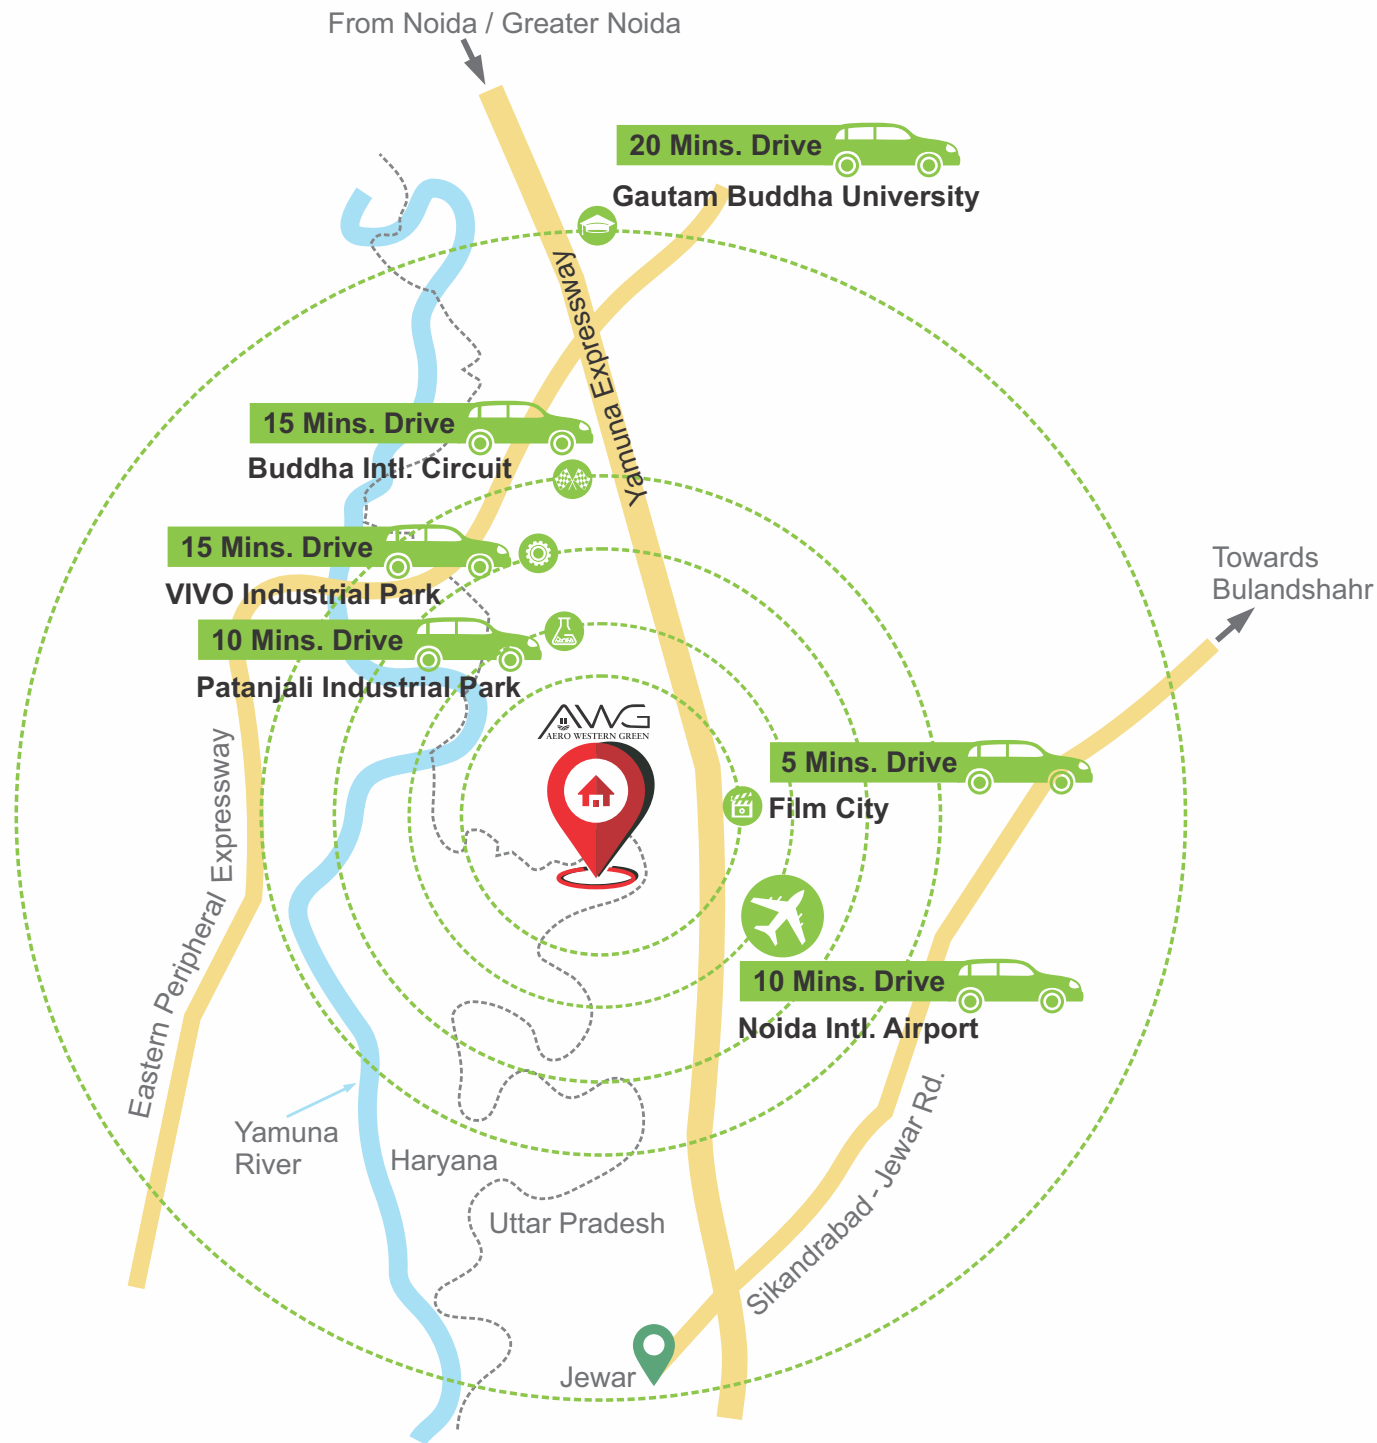 From Noida / Greater Noida
20 Mins. Drive
Gautam Buddha University
Yamuna Expressway
15 Mins. Drive
Buddha Intl. Circuit
15 Mins. Drive
VIVO Industrial Park
Towards
Bulandshahr
10 Mins. Drive
Patanjali Industrial Park
AWG
AERO WESTERN GREEN
5 Mins. Drive
Film City
Eastern Peripheral Expressway
10 Mins. Drive
Noida Intl. Airport
Yamuna
River
Haryana
Uttar Pradesh
Sikandrabad - Jewar Rd.
Jewar